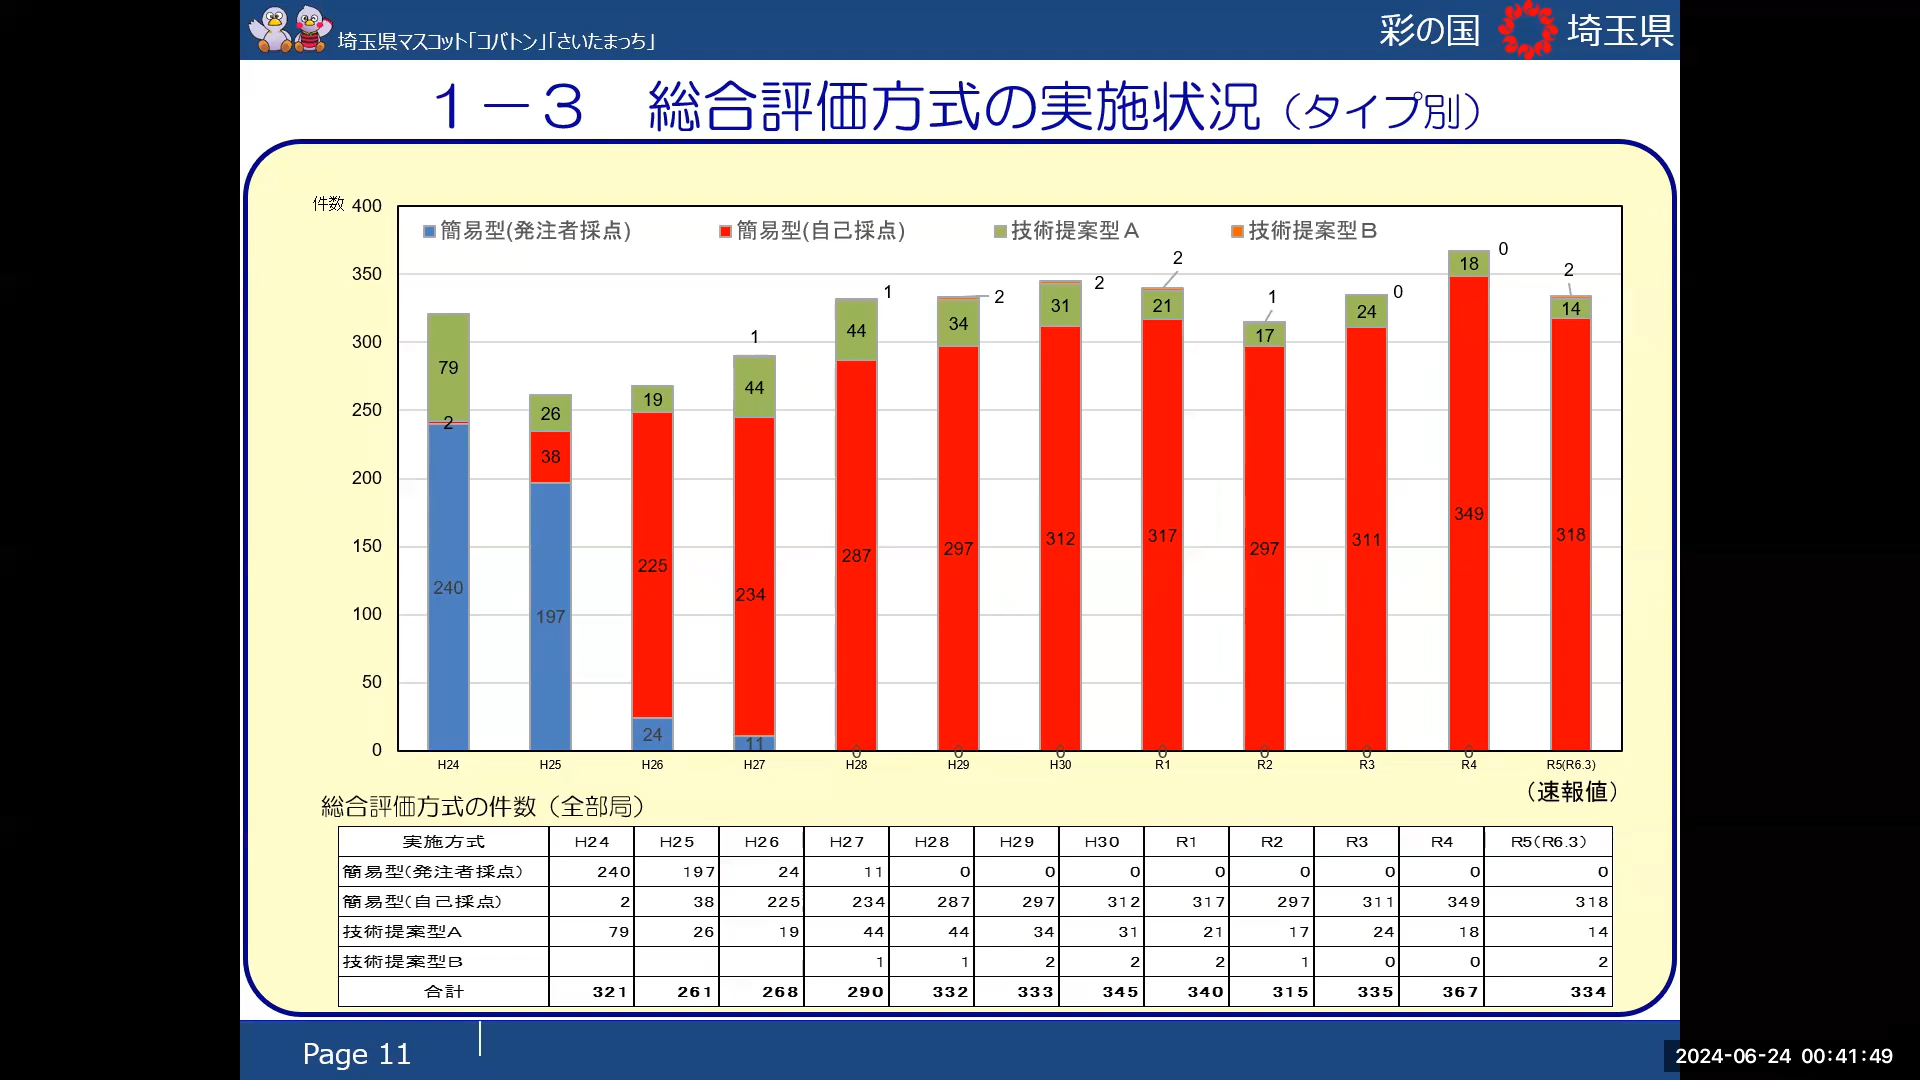 埼玉県マスコット「コバトン」「さいたまっち」
彩の国 埼玉県
１－３　総合評価方式の実施状況（タイプ別）
件数
400
350
300
250
200
150
100
50
0
簡易型(発注者採点) 簡易型(自己採点) 技術提案型Ａ 技術提案型Ｂ
79 2 240
26 38 197
19 225 24
1 44 234 11
1 44 287 0
2 34 297 0
2 31 312 0
2 21 317 0
1 17 297 0
0 24 311 0
0 18 349 0
2 14 318
H24 H25 H26 H27 H28 H29 H30 R1 R2 R3 R4 R5(R6.3)
（速報値）
総合評価方式の件数（全部局）
実施方式 H24 H25 H26 H27 H28 H29 H30 R1 R2 R3 R4 R5(R6.3)
簡易型(発注者採点) 240 197 24 11 0 0 0 0 0 0 0 0
簡易型(自己採点) 2 38 225 234 287 297 312 317 297 311 349 318
技術提案型A 79 26 19 44 44 34 31 21 17 24 18 14
技術提案型B 1 1 2 2 2 1 0 0 2
合計 321 261 268 290 332 333 345 340 315 335 367 334
Page 11
2024-06-24 00:41:49